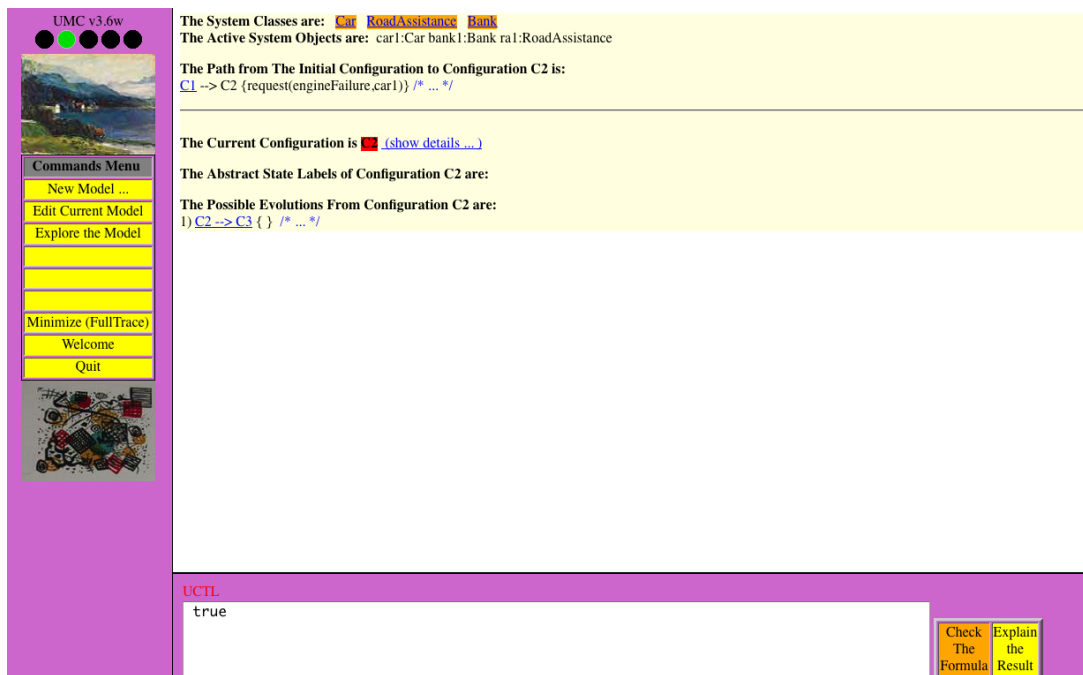 UMC v3.6w
Commands Menu
New Model ...
Edit Current Model
Explore the Model
Minimize (FullTrace)
Welcome
Quit
The System Classes are: Car RoadAssistance Bank
The Active System Objects are: car1:Car bank1:Bank ra1:RoadAssistance
The Path from The Initial Configuration to Configuration C2 is:
C1 --> C2 {request(engineFailure,car1)} /* ... */
The Current Configuration is C2 (show details ... )
The Abstract State Labels of Configuration C2 are:
The Possible Evolutions From Configuration C2 are:
1) C2 --> C3 { } /* ... */
UCTL
true
Check
The
Formula
Explain
the
Result